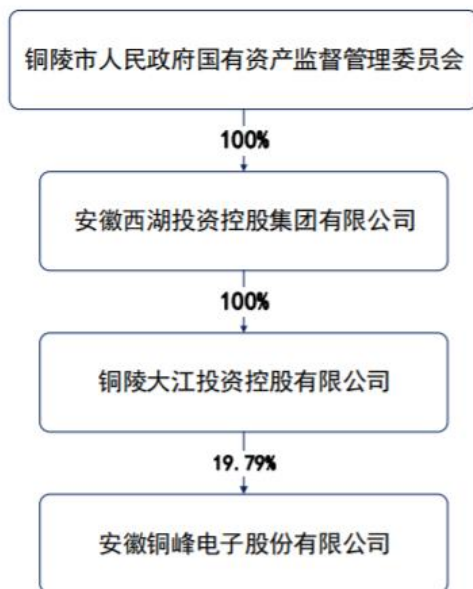 铜陵市人民政府国有资产监督管理委员会
100%
安徽西湖投资控股集团有限公司
100%
铜陵大江投资控股有限公司
19.79%
安徽铜峰电子股份有限公司